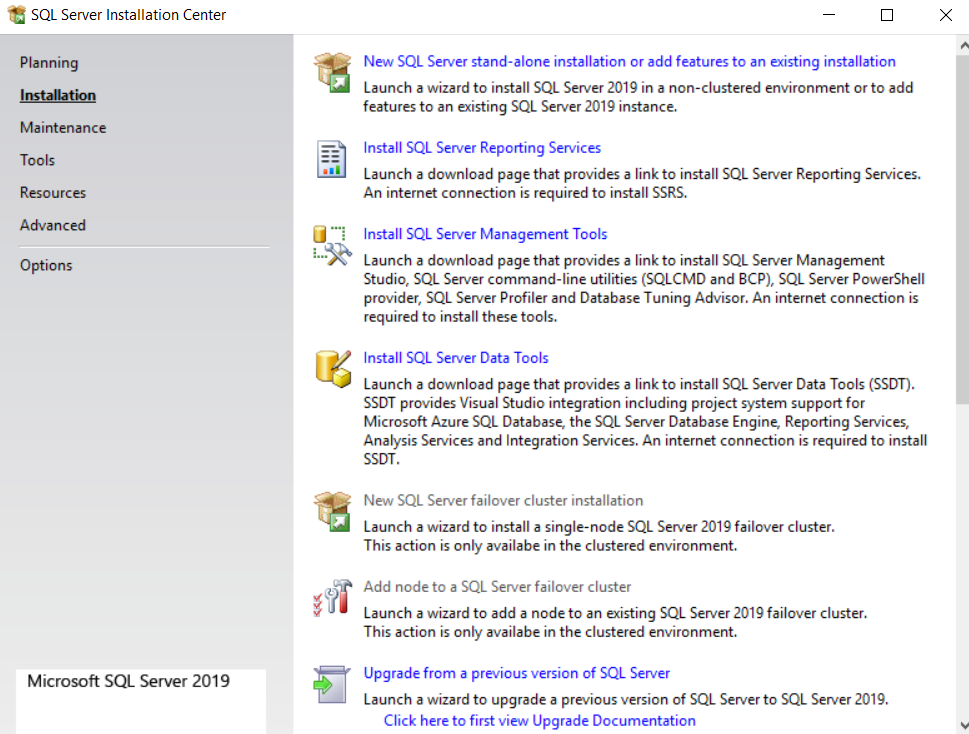 SQL Server Installation Center
Planning
Installation
Maintenance
Tools
Resources
Advanced
Options
Microsoft SQL Server 2019
New SQL Server stand-alone installation or add features to an existing installation
Launch a wizard to install SQL Server 2019 in a non-clustered environment or to add
features to an existing SQL Server 2019 instance.
Install SQL Server Reporting Services
Launch a download page that provides a link to install SQL Server Reporting Services.
An internet connection is required to install SSRS.
Install SQL Server Management Tools
Launch a download page that provides a link to install SQL Server Management
Studio, SQL Server command-line utilities (SQLCMD and BCP), SQL Server PowerShell
provider, SQL Server Profiler and Database Tuning Advisor. An internet connection is
required to install these tools.
Install SQL Server Data Tools
Launch a download page that provides a link to install SQL Server Data Tools (SSDT).
SSDT provides Visual Studio integration including project system support for
Microsoft Azure SQL Database, the SQL Server Database Engine, Reporting Services,
Analysis Services and Integration Services. An internet connection is required to install
SSDT.
New SQL Server failover cluster installation
Launch a wizard to install a single-node SQL Server 2019 failover cluster.
This action is only availabe in the clustered environment.
Add node to a SQL Server failover cluster
Launch a wizard to add a node to an existing SQL Server 2019 failover cluster.
This action is only availabe in the clustered environment.
Upgrade from a previous version of SQL Server
Launch a wizard to upgrade a previous version of SQL Server to SQL Server 2019.
Click here to first view Upgrade Documentation